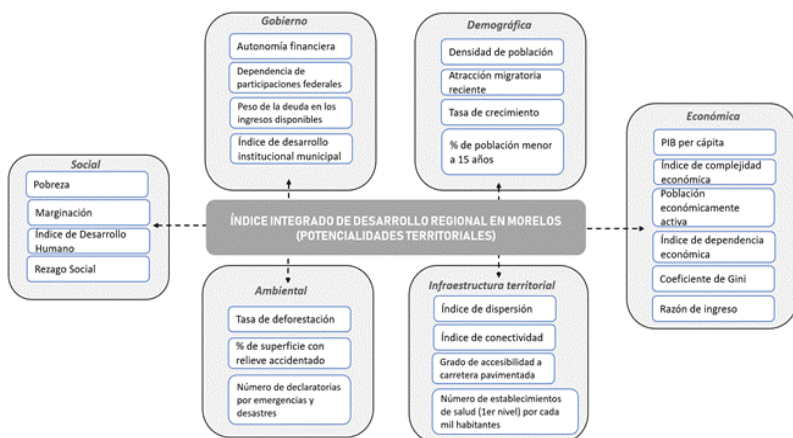 Gobierno
Autonomía financiera
Dependencia de
participaciones federales
Peso de la deuda en los
ingresos disponibles
Índice de desarrollo
institucional municipal
Demográfica
Densidad de población
Atracción migratoria
reciente
Tasa de crecimiento
% de población menor
a 15 años
Económica
PIB per cápita
Índice de complejidad
económica
Población
económicamente
activa
Índice de dependencia
económica
Coeficiente de Gini
Razón de ingreso
Social
Pobreza
Marginación
Índice de Desarrollo
Humano
Rezago Social
ÍNDICE INTEGRADO DE DESARROLLO REGIONAL EN MORELOS
(POTENCIALIDADES TERRITORIALES)
Ambiental
Tasa de deforestación
% de superficie con
relieve accidentado
Número de declaratorias
por emergencias y
desastres
Infraestructura territorial
Índice de dispersión
Índice de conectividad
Grado de accesibilidad a
carretera pavimentada
Número de establecimientos
de salud (1er nivel) por cada
mil habitantes